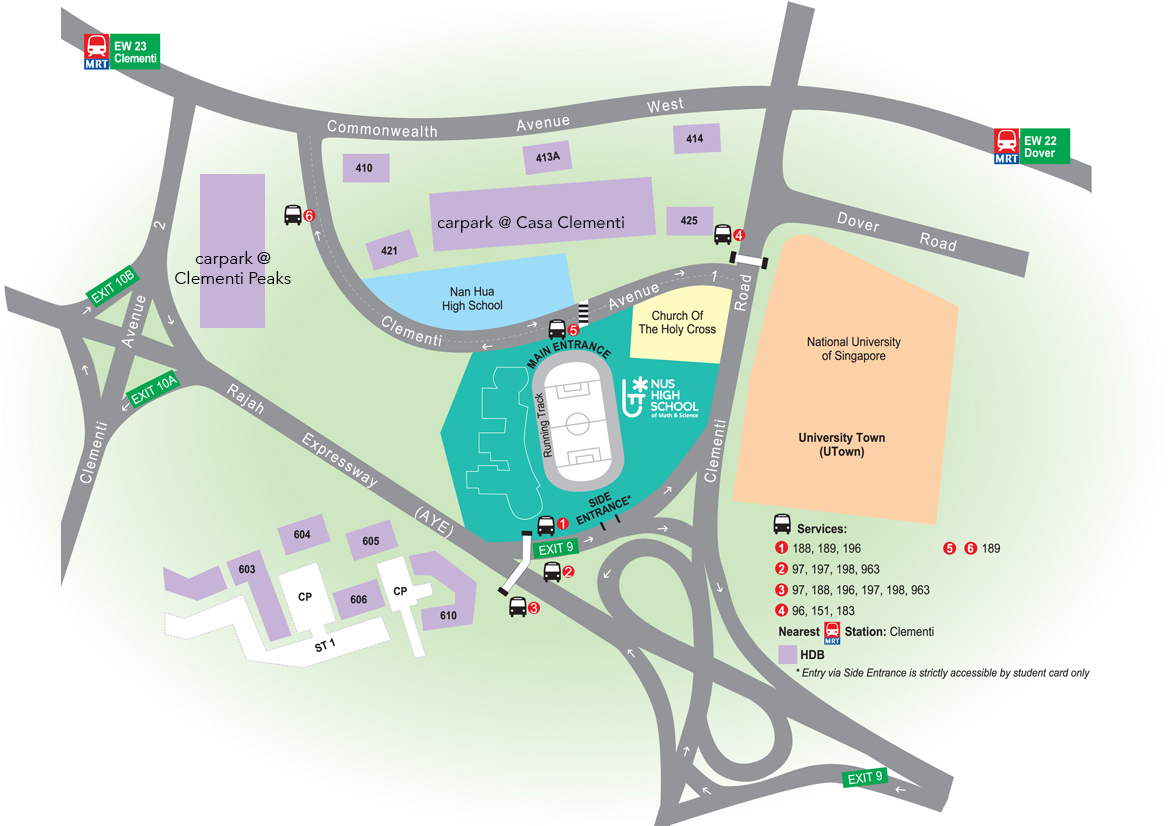 EW 23
Clementi
MRT
Commonwealth
Avenue
West
EW 22
Dover
MRT
410
413A
414
2
6
carpark @ Casa Clementi
425
4
421
carpark @
Clementi Peaks
Dover
Road
EXIT 10B
Nan Hua
High School
Clementi
Avenue
1
Road
Church Of
The Holy Cross
5
MAIN ENTRANCE
Avenue
National University
of Singapore
EXIT 10A
Rajah
Expressway
(AYE)
NUS
HIGH
SCHOOL
of Math & Science
Running Track
Clementi
Clementi
University Town
(UTown)
SIDE
ENTRANCE*
1
EXIT 9
2
3
604
605
603
CP
606
CP
610
ST 1
Services:
1 188, 189, 196
5 6 189
2 97, 197, 198, 963
3 97, 188, 196, 197, 198, 963
4 96, 151, 183
Nearest MRT Station: Clementi
HDB
* Entry via Side Entrance is strictly accessible by student card only
EXIT 9